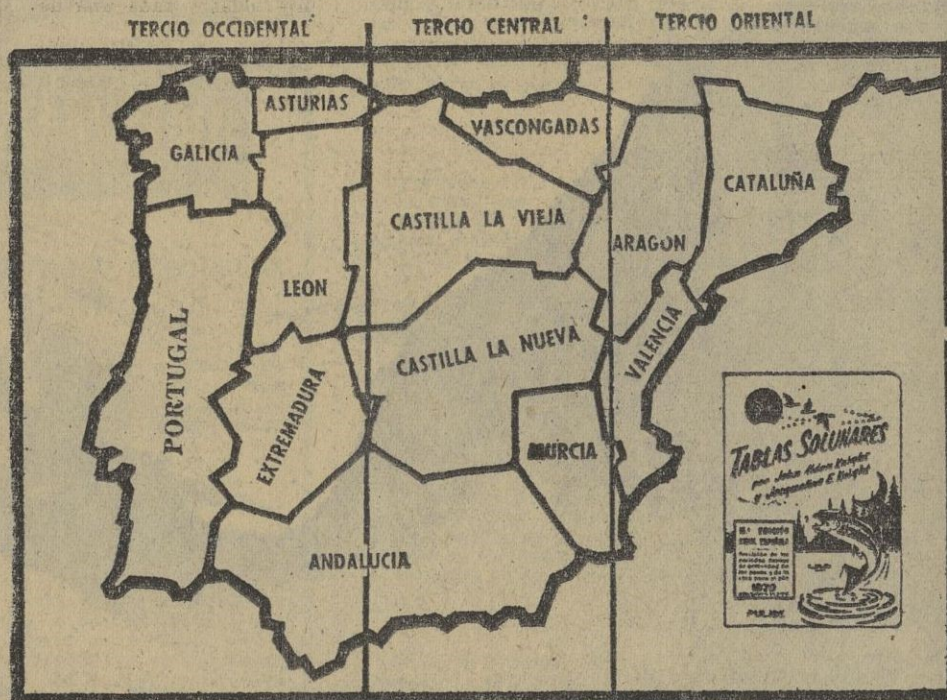 TERCIO OCCIDENTAL
TERCIO CENTRAL
TERCIO ORIENTAL
ASTURIAS
GALICIA
VASCONGADAS
CATALUÑA
CASTILLA LA VIEJA
ARAGON
LEON
PORTUGAL
CASTILLA LA NUEVA
VALENCIA
EXTREMADURA
MURCIA
ANDALUCIA
TABLAS SOLUNARES
por John Alden Knight
y Jacqueline E. Knight